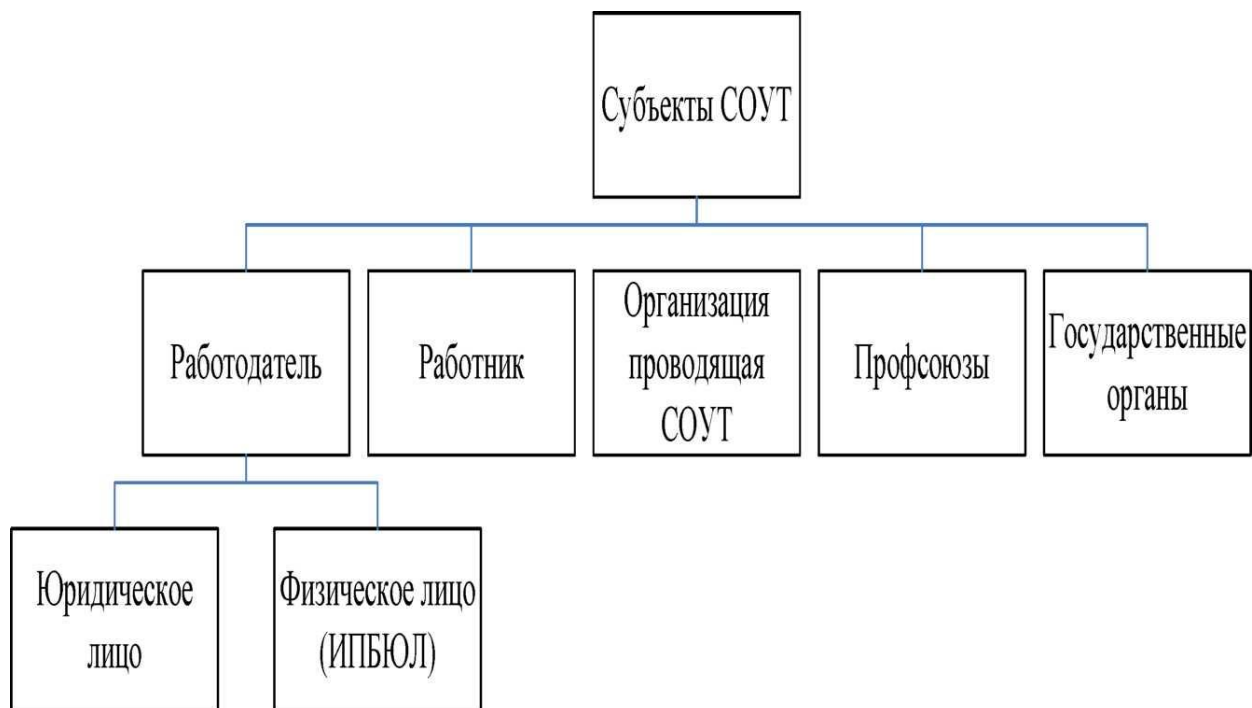 Субъекты СОУТ
Работодатель
Работник
Организация
проводящая
СОУТ
Профсоюзы
Государственные
органы
Юридическое
лицо
Физическое лицо
(ИПБЮЛ)